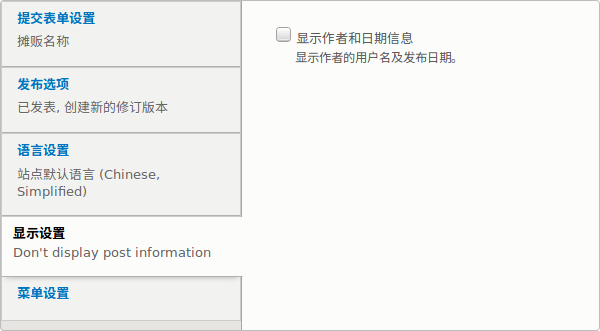 提交表单设置
摊贩名称
发布选项
已发表, 创建新的修订版本
语言设置
站点默认语言 (Chinese,
Simplified)
显示设置
Don't display post information
菜单设置
显示作者和日期信息
显示作者的用户名及发布日期。